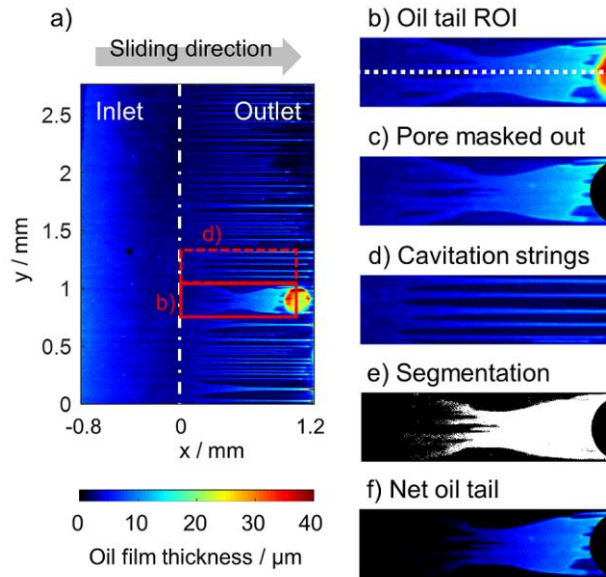 a)
Sliding direction
Inlet
Outlet
2.5
2
1.5
1
0.5
0
y / mm
d)
b)
-0.8
0
1.2
x / mm
0
10
20
30
40
Oil film thickness / µm
b) Oil tail ROI
c) Pore masked out
d) Cavitation strings
e) Segmentation
f) Net oil tail